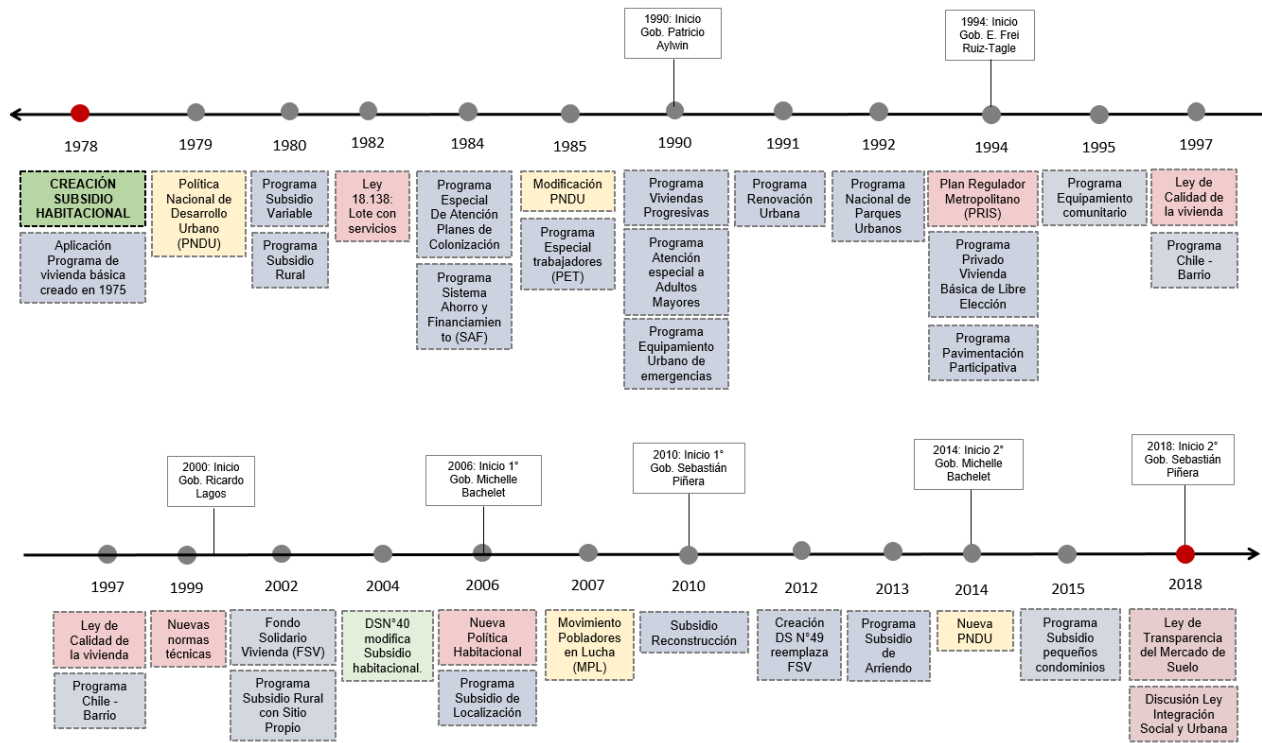 1990: Inicio
Gob. Patricio
Aylwin
1994: Inicio
Gob. E. Frei
Ruiz-Tagle
1978
1979
1980
1982
1984
1985
1990
1991
1992
1994
1995
1997
CREACIÓN
SUBSIDIO
HABITACIONAL
Aplicación
Programa de
vivienda básica
creado en 1975
Política
Nacional de
Desarrollo
Urbano
(PNDU)
Programa
Subsidio
Variable
Programa
Subsidio
Rural
Ley
18.138:
Lote con
servicios
Programa
Especial
De Atención
Planes de
Colonización
Programa
Sistema
Ahorro y
Financiamien
to (SAF)
Modificación
PNDU
Programa
Especial
trabajadores
(PET)
Programa
Viviendas
Progresivas
Programa
Atención
especial a
Adultos
Mayores
Programa
Equipamiento
Urbano de
emergencias
Programa
Renovación
Urbana
Programa
Nacional de
Parques
Urbanos
Plan Regulador
Metropolitano
(PRIS)
Programa
Privado
Vivienda
Básica de Libre
Elección
Programa
Pavimentación
Participativa
Programa
Equipamiento
comunitario
Ley de
Calidad de
la vivienda
Programa
Chile -
Barrio
2000: Inicio
Gob. Ricardo
Lagos
2006: Inicio 1°
Gob. Michelle
Bachelet
2010: Inicio 1°
Gob. Sebastián
Piñera
2014: Inicio 2°
Gob. Michelle
Bachelet
2018: Inicio 2°
Gob. Sebastián
Piñera
1997
1999
2002
2004
2006
2007
2010
2012
2013
2014
2015
2018
Ley de
Calidad de
la vivienda
Programa
Chile -
Barrio
Nuevas
normas
técnicas
Fondo
Solidario
Vivienda (FSV)
Programa
Subsidio Rural
con Sitio
Propio
DSN°40
modifica
Subsidio
habitacional.
Nueva
Política
Habitacional
Programa
Subsidio de
Localización
Movimiento
Pobladores
en Lucha
(MPL)
Subsidio
Reconstrucción
Creación
DS N°49
reemplaza
FSV
Programa
Subsidio
de
Arriendo
Nueva
PNDU
Programa
Subsidio
pequeños
condominios
Ley de
Transparencia
del Mercado de
Suelo
Discusión Ley
Integración
Social y Urbana